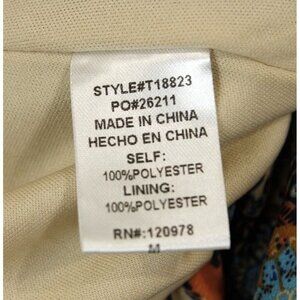 STYLE#T18823
PO#26211
MADE IN CHINA
HECHO EN CHINA
SELF:
100%POLYESTER
LINING:
100%POLYESTER
RN#:120978
M